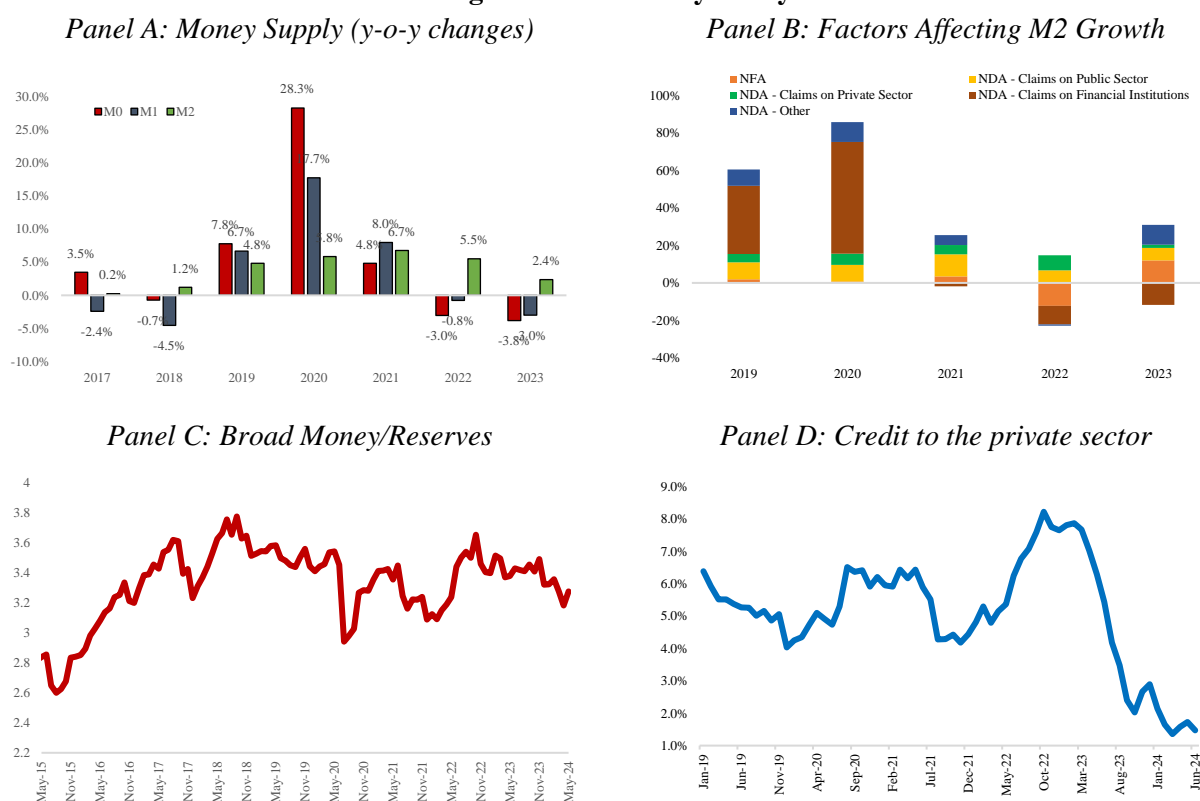 Panel A: Money Supply (y-o-y changes)
30.0%
25.0%
20.0%
15.0%
10.0%
5.0%
0.0%
-5.0%
-10.0%
M0 M1 M2
3.5%
-2.4%
0.2%
-0.7%
-4.5%
1.2%
7.8%
6.7%
4.8%
28.3%
7.7%
5.8%
4.8%
8.0%
6.7%
-3.0%
-0.8%
5.5%
-3.8%
-3.0%
2.4%
2017 2018 2019 2020 2021 2022 2023
Panel B: Factors Affecting M2 Growth
NFA
NDA - Claims on Public Sector
NDA - Claims on Private Sector
NDA - Claims on Financial Institutions
NDA - Other
100%
80%
60%
40%
20%
0%
-20%
-40%
2019 2020 2021 2022 2023
Panel C: Broad Money/Reserves
4
3.8
3.6
3.4
3.2
3
2.8
2.6
2.4
2.2
May-15
Nov-15
May-16
Nov-16
May-17
Nov-17
May-18
Nov-18
May-19
Nov-19
May-20
Nov-20
May-21
Nov-21
May-22
Nov-22
May-23
Nov-23
May-24
Panel D: Credit to the private sector
9.0%
8.0%
7.0%
6.0%
5.0%
4.0%
3.0%
2.0%
1.0%
Jan-19
Jun-19
Nov-19
Apr-20
Sep-20
Feb-21
Jul-21
Dec-21
May-22
Oct-22
Mar-23
Aug-23
Jan-24
Jun-24